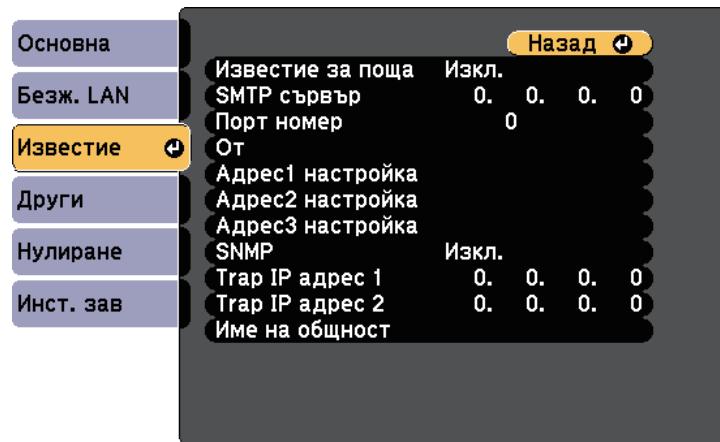 Основна
Безж. LAN
Известие
Други
Нулиране
Инст. зав
Назад
Известие за поща Изкл.
SMTP сървър 0. 0. 0. 0
Порт номер 0
От
Адрес1 настройка
Адрес2 настройка
Адрес3 настройка
SNMP Изкл.
Trap IP адрес 1 0. 0. 0. 0
Trap IP адрес 2 0. 0. 0. 0
Име на общност